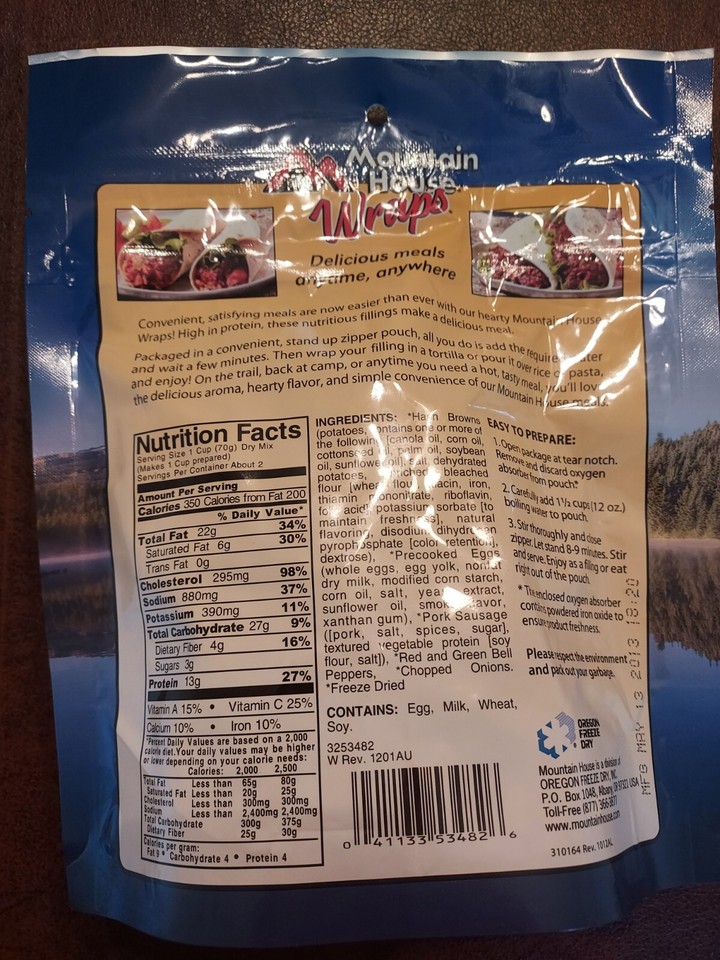 Mountain
House
Wraps
Delicious meals
anytime, anywhere
Convenient, satisfying meals are now easier than ever with our hearty Mountain House
Wraps! High in protein, these nutritious fillings make a delicious meal.
Packaged in a convenient, stand up zipper pouch, all you do is add the required water
and wait a few minutes. Then wrap your filling in a tortilla or pour it over rice or pasta,
and enjoy! On the trail, back at camp, or anytime you need a hot, tasty meal, you'll love
the delicious aroma, hearty flavor, and simple convenience of our Mountain House meals.
Nutrition Facts
Serving Size 1 Cup (70g) Dry Mix
(Makes 1 Cup prepared)
Servings Per Container About 2
Amount Per Serving
Calories 350 Calories from Fat 200
% Daily Value*
Total Fat 22g 34%
Saturated Fat 6g 30%
Trans Fat 0g
Cholesterol 295mg 98%
Sodium 880mg 37%
Potassium 390mg 11%
Total Carbohydrate 27g 9%
Dietary Fiber 4g 16%
Sugars 3g
Protein 13g 27%
Vitamin A 15% • Vitamin C 25%
Calcium 10% • Iron 10%
*Percent Daily Values are based on a 2,000
calorie diet. Your daily values may be higher
or lower depending on your calorie needs:
Calories: 2,000 2,500
Total Fat Less than 65g 80g
Saturated Fat Less than 20g 25g
Cholesterol Less than 300mg 300mg
Sodium Less than 2,400mg 2,400mg
Total Carbohydrate 300g 375g
Dietary Fiber 25g 30g
Calories per gram:
Fat 9 • Carbohydrate 4 • Protein 4
INGREDIENTS: *Hash Browns
(potatoes, contains one or more of
the following [canola oil, corn oil,
cottonseed oil, palm oil, soybean
oil, sunflower oil], salt, dehydrated
potatoes, enriched bleached
flour [wheat flour, niacin, iron,
thiamin mononitrate, riboflavin,
folic acid], potassium sorbate [to
maintain freshness], natural
flavoring, disodium dihydrogen
pyrophosphate [color retention],
dextrose), *Precooked Eggs
(whole eggs, egg yolk, nonfat
dry milk, modified corn starch,
corn oil, salt, yeast extract,
sunflower oil, smoke flavor,
xanthan gum), *Pork Sausage
([pork, salt, spices, sugar],
textured vegetable protein [soy
flour, salt]), *Red and Green Bell
Peppers, *Chopped Onions.
*Freeze Dried
CONTAINS: Egg, Milk, Wheat,
Soy.
3253482
W Rev. 1201AU
0 41133 53482 6
EASY TO PREPARE:
1. Open package at tear notch.
Remove and discard oxygen
absorber from pouch.*
2. Carefully add 1½ cups (12 oz.)
boiling water to pouch.
3. Stir thoroughly and close
zipper. Let stand 8-9 minutes. Stir
and serve. Enjoy as a filling or eat
right out of the pouch.
* The enclosed oxygen absorber
contains powdered iron oxide to
ensure product freshness.
Please respect the environment
and pack out your garbage.
OREGON
FREEZE
DRY
Mountain House is a division of
OREGON FREEZE DRY, INC.
P.O. Box 1048, Albany, OR 97321 USA
Toll-Free (877)
www.mountainhouse.com
310164 Rev. 1012AL
MFG MAY 13 2013